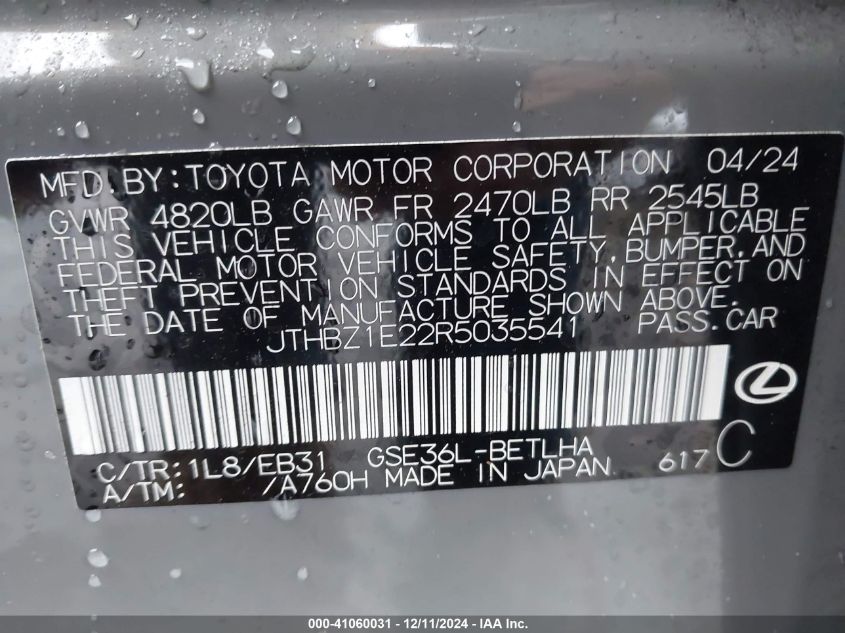 MFD.BY:TOYOTA MOTOR CORPORATION 04/24
GVWR 4820LB GAWR FR 2470LB RR 2545LB
THIS VEHICLE CONFORMS TO ALL APPLICABLE
FEDERAL MOTOR VEHICLE SAFETY,BUMPER,AND
THEFT PREVENTION STANDARDS IN EFFECT ON
THE DATE OF MANUFACTURE SHOWN ABOVE.
JTHBZ1E22R5035541 PASS.CAR
C/TR:1L8/EB31 GSE36L-BETLHA 617 C
A/TM: /A760H MADE IN JAPAN
000-41060031 - 12/11/2024 - IAA Inc.